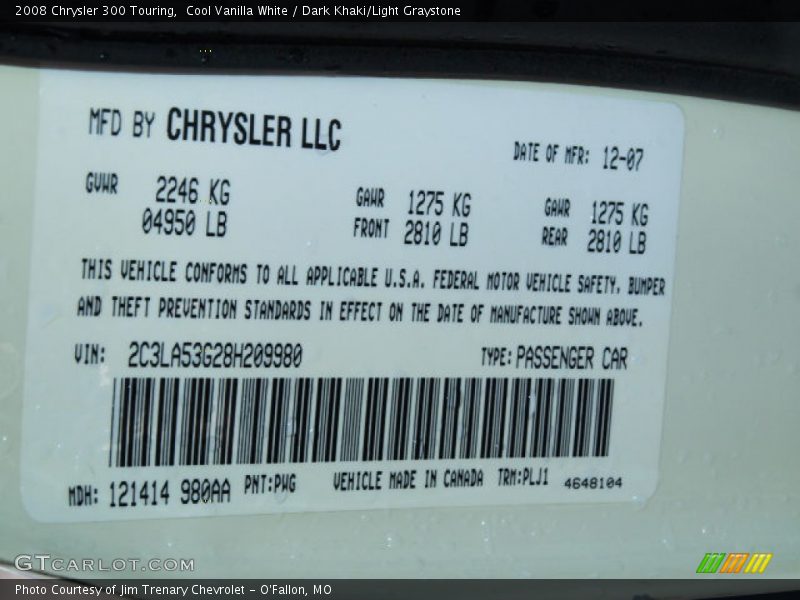 2008 Chrysler 300 Touring,  Cool Vanilla White / Dark Khaki/Light Graystone
MFD BY CHRYSLER LLC
DATE OF MFR: 12-07
GVWR 2246 KG GAWR 1275 KG GAWR 1275 KG
04950 LB FRONT 2810 LB REAR 2810 LB
THIS VEHICLE CONFORMS TO ALL APPLICABLE U.S.A. FEDERAL MOTOR VEHICLE SAFETY, BUMPER
AND THEFT PREVENTION STANDARDS IN EFFECT ON THE DATE OF MANUFACTURE SHOWN ABOVE.
VIN: 2C3LA53G28H209980 TYPE: PASSENGER CAR
MDH: 121414 980AA PNT:PWG VEHICLE MADE IN CANADA TRM:PLJ1 4648104
GTCARLOT.COM
Photo Courtesy of Jim Trenary Chevrolet - O'Fallon, MO